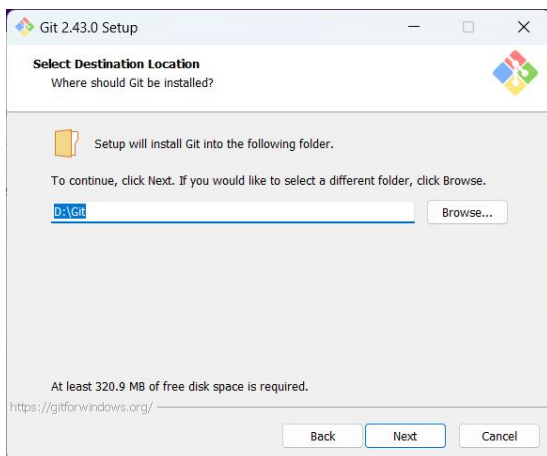 Git 2.43.0 Setup
Select Destination Location
Where should Git be installed?
Setup will install Git into the following folder.
To continue, click Next. If you would like to select a different folder, click Browse.
D:\Git
Browse...
At least 320.9 MB of free disk space is required.
https://gitforwindows.org/
Back
Next
Cancel